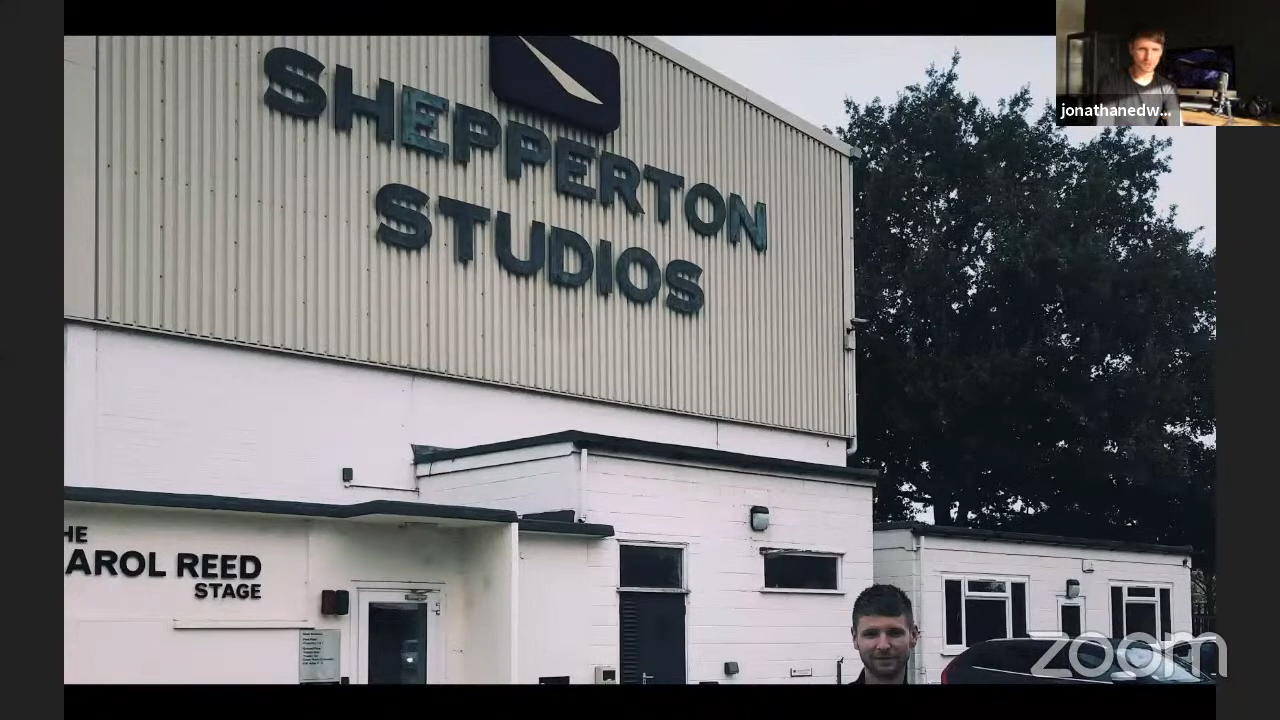 SHEPPERTON
STUDIOS
jonathanedw...
HE
AROL REED
STAGE
zoom